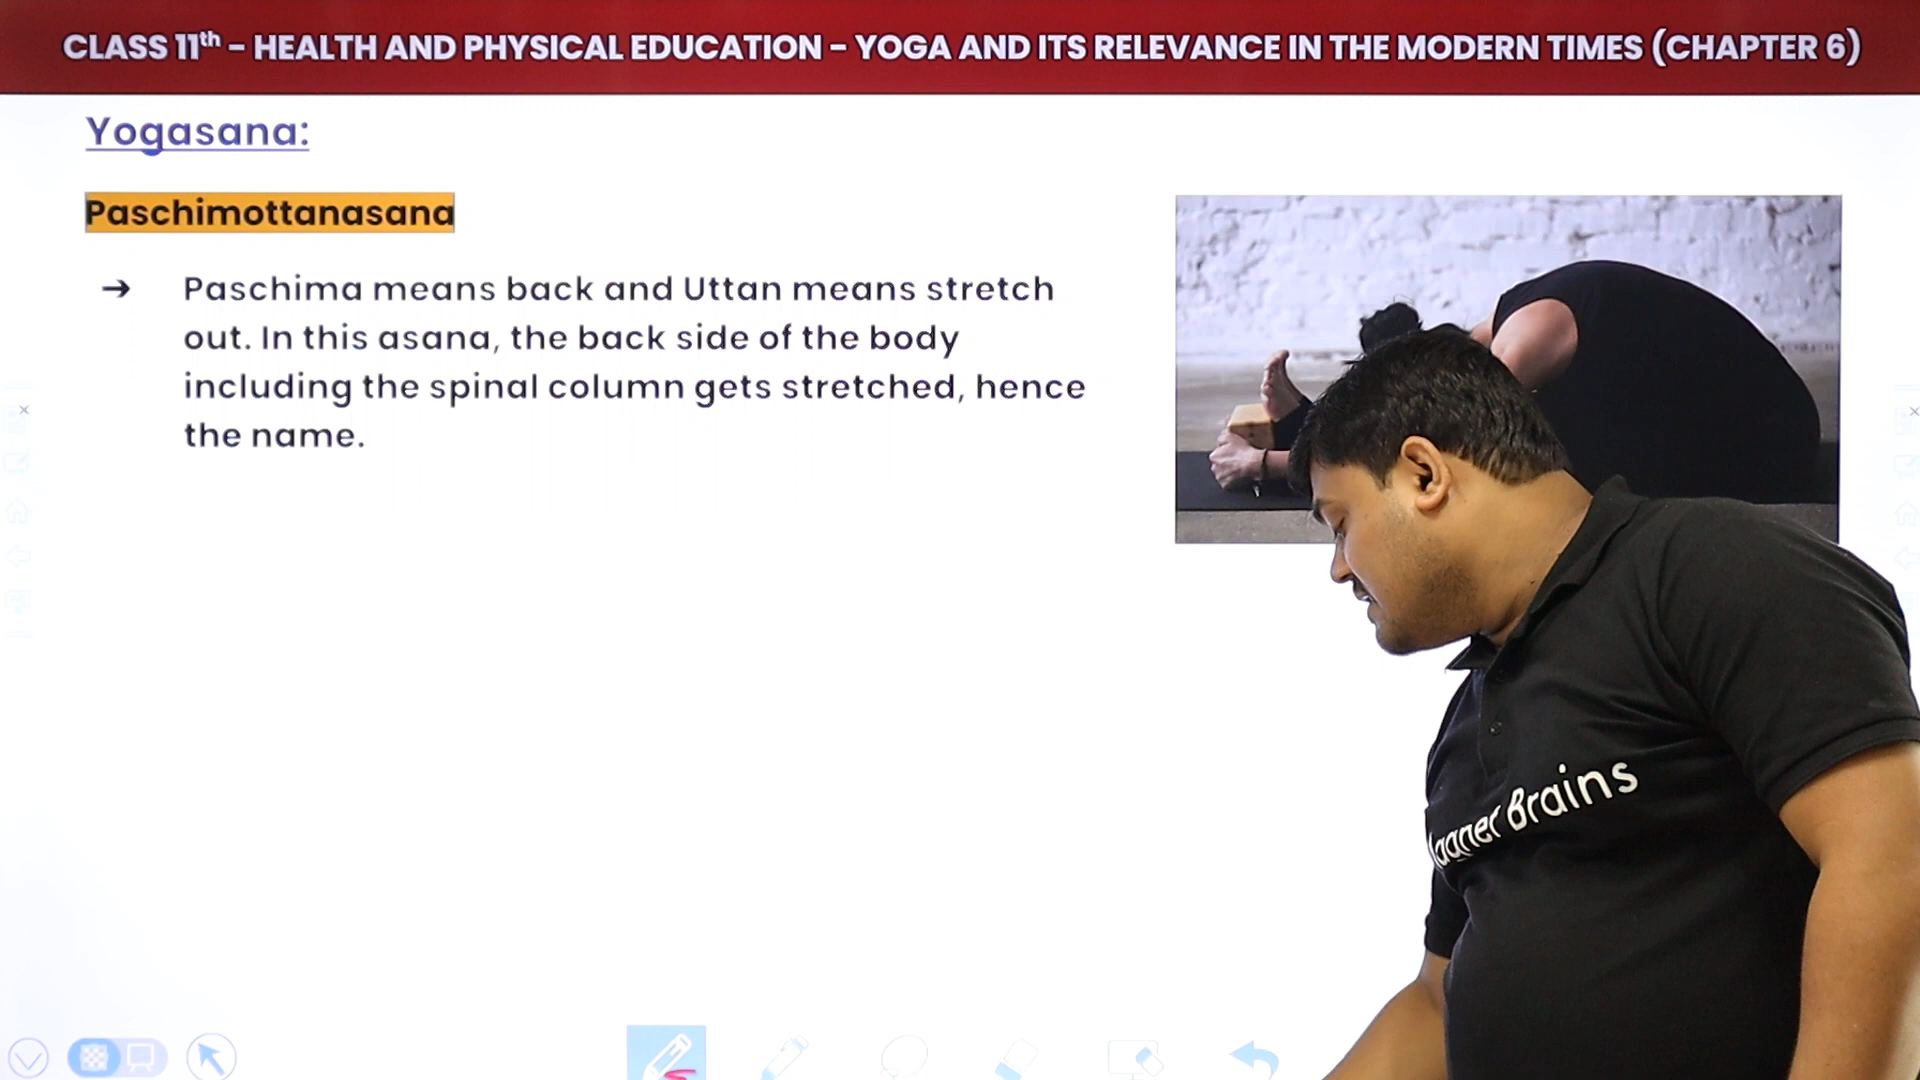 CLASS 11th – HEALTH AND PHYSICAL EDUCATION – YOGA AND ITS RELEVANCE IN THE MODERN TIMES (CHAPTER 6)
Yogasana:
Paschimottanasana
➔ Paschima means back and Uttan means stretch
out. In this asana, the back side of the body
including the spinal column gets stretched, hence
the name.
Brains